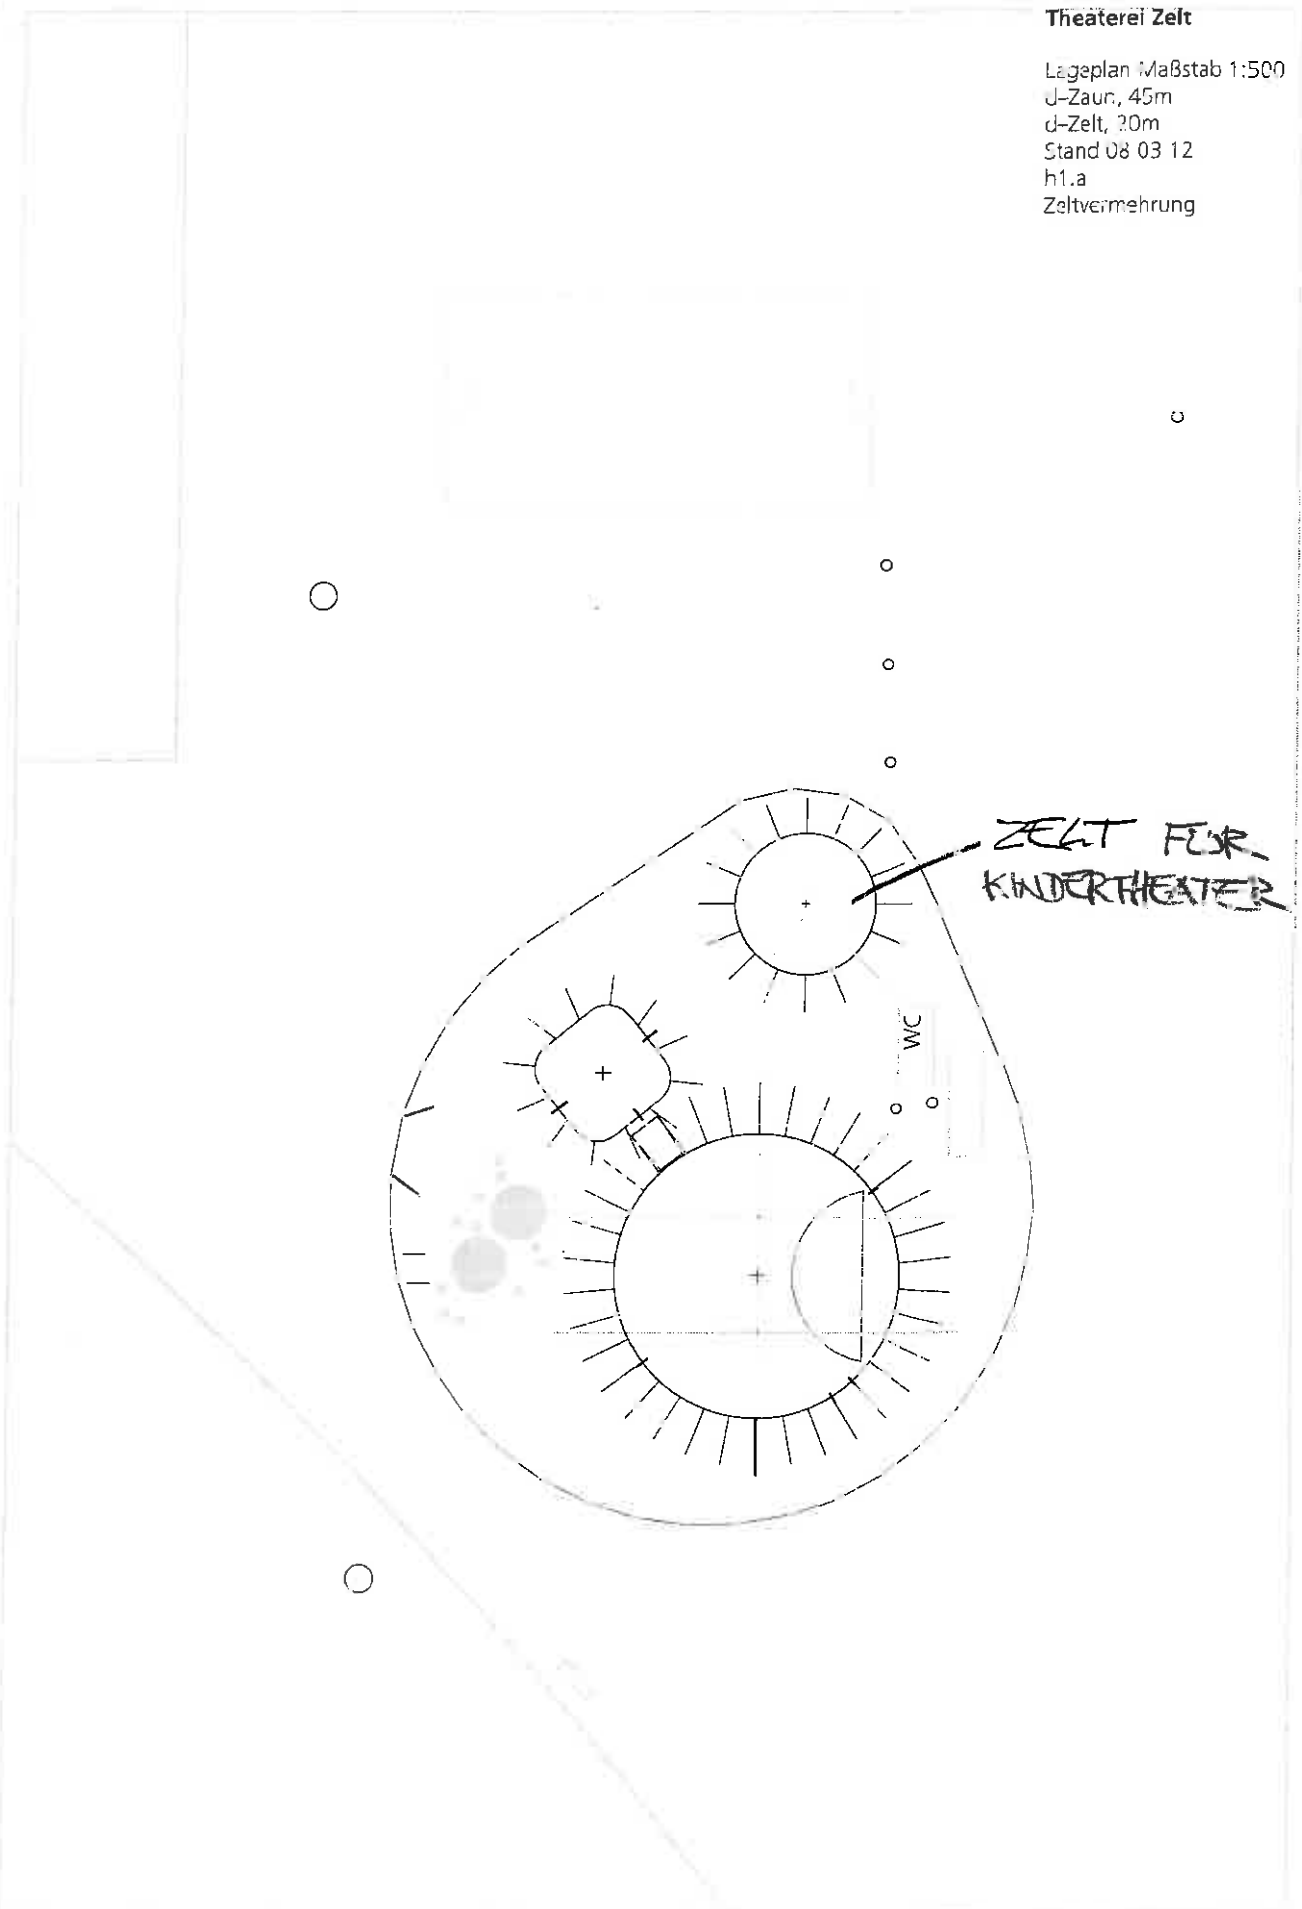 Theaterei Zelt
Lageplan Maßstab 1:500
d-Zaun, 45m
d-Zelt, 20m
Stand 08 03 12
h1.a
Zeltvermehrung
ZELT FÜR
KINDERTHEATER
WC